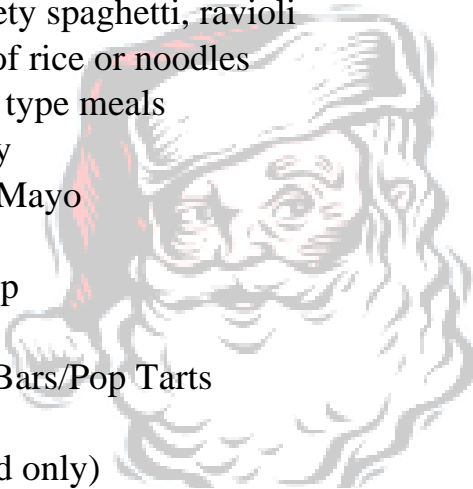 ety spaghetti, ravioli
of rice or noodles
type meals
y
Mayo
p
Bars/Pop Tarts
d only)